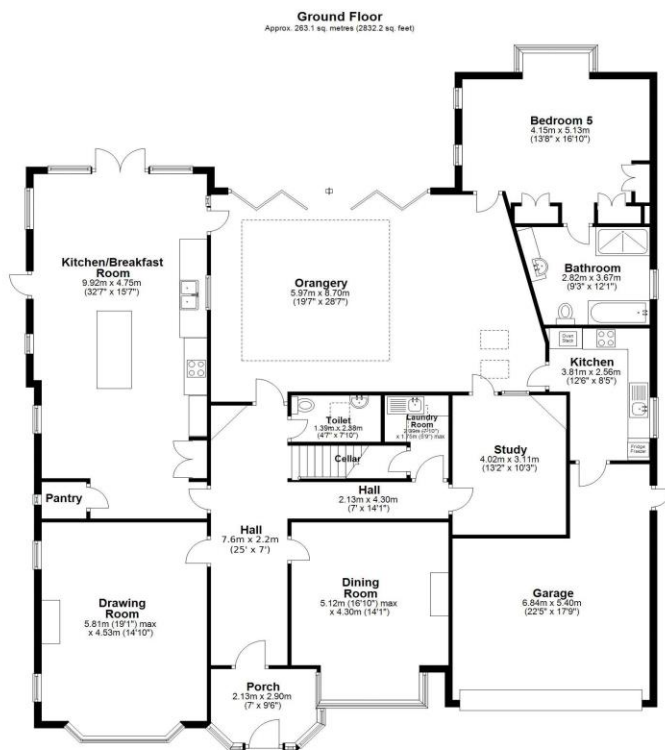 Ground Floor
Approx. 263.1 sq. metres (2832.2 sq. feet)
Bedroom 5
4.15m x 5.13m
(13'8" x 16'10")
Kitchen/Breakfast
Room
9.92m x 4.75m
(32'7" x 15'7")
Orangery
5.97m x 8.70m
(19'7" x 28'7")
Bathroom
2.82m x 3.67m
(9'3" x 12'1")
Oven
Stack
Kitchen
3.81m x 2.56m
(12'6" x 8'5")
Fridge
Freezer
Toilet
1.39m x 2.38m
(4'7" x 7'10")
Laundry
Room
x 1.75m (5'9") max
Study
4.02m x 3.11m
(13'2" x 10'3")
Cellar
Hall
2.13m x 4.30m
(7' x 14'1")
Pantry
Hall
7.6m x 2.2m
(25' x 7')
Dining
Room
5.12m (16'10") max
x 4.30m (14'1")
Garage
6.84m x 5.40m
(22'5" x 17'9")
Drawing
Room
5.81m (19'1") max
x 4.53m (14'10")
Porch
2.13m x 2.90m
(7' x 9'6")